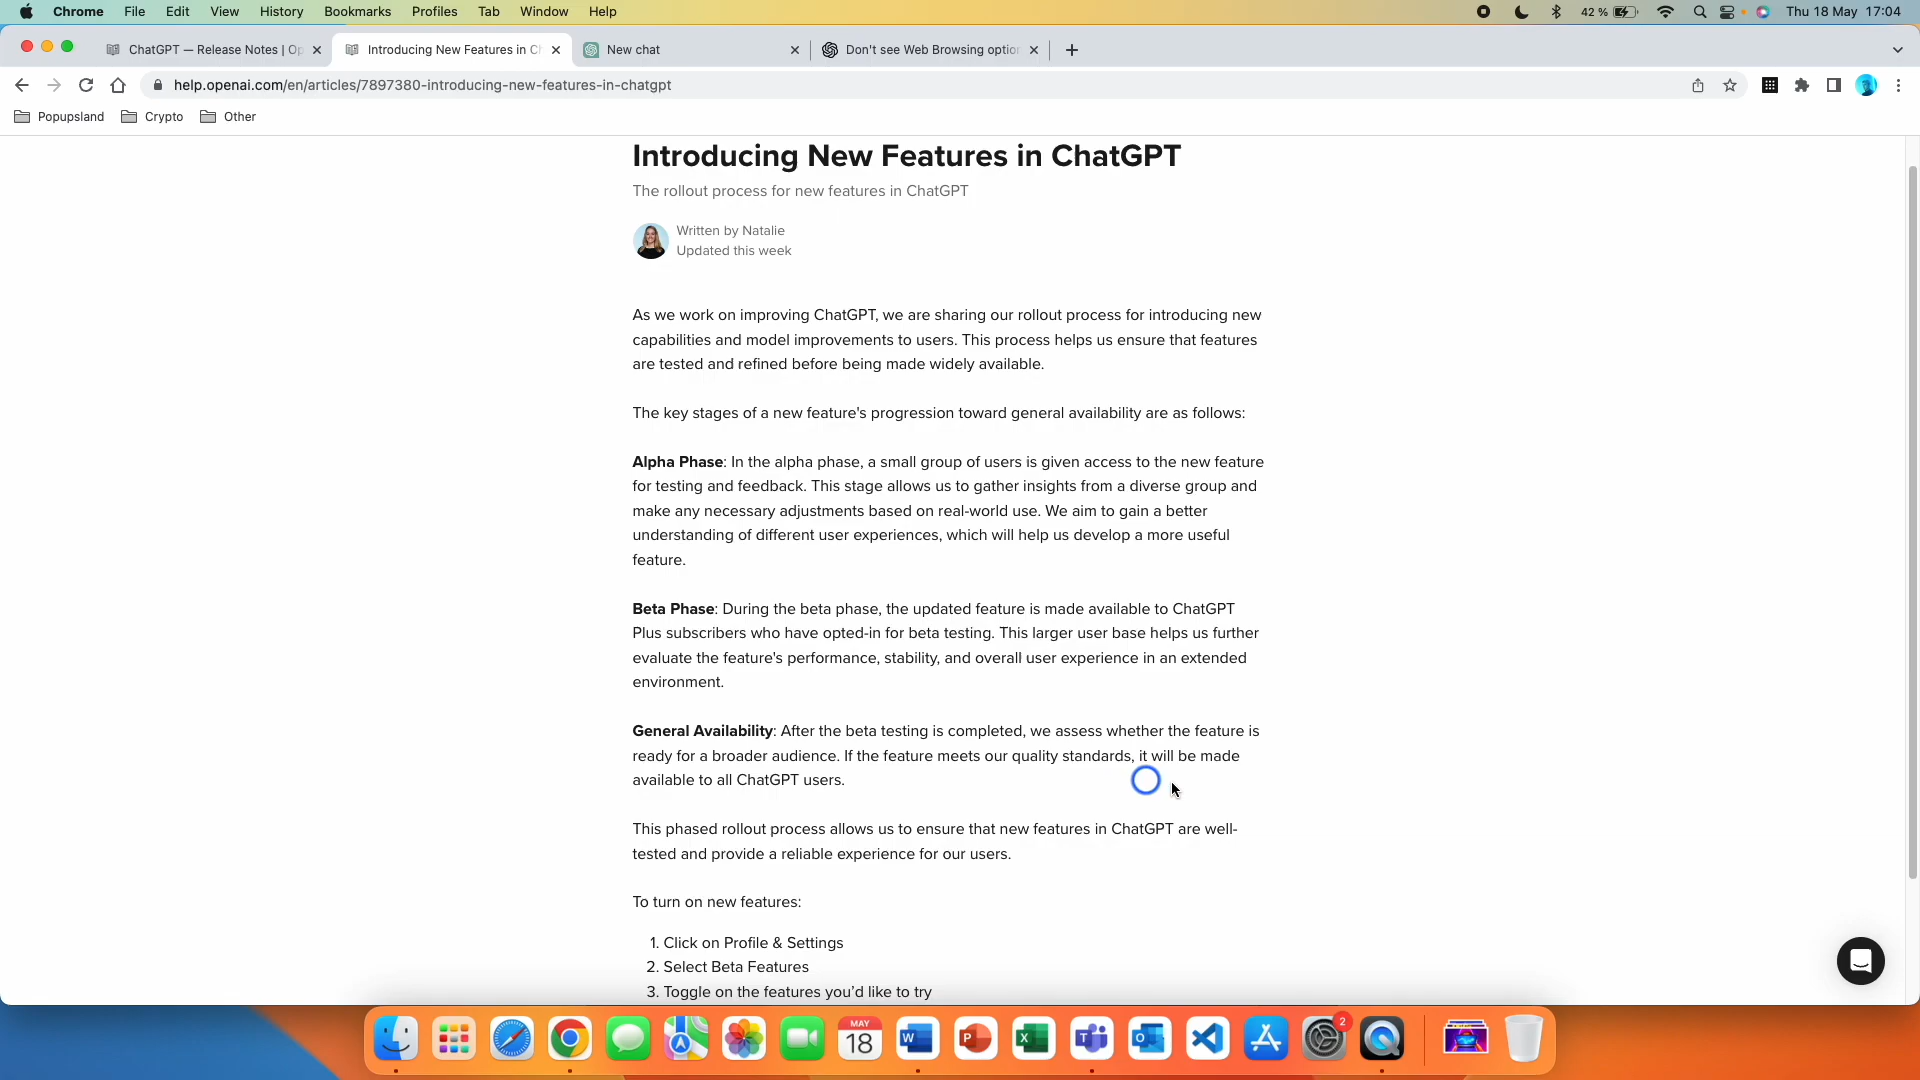 Chrome File Edit View History Bookmarks Profiles Tab Window Help 42 % Thu 18 May 17:04
ChatGPT — Release Notes | Op Introducing New Features in Ch New chat Don't see Web Browsing option
help.openai.com/en/articles/7897380-introducing-new-features-in-chatgpt
Popupsland Crypto Other
Introducing New Features in ChatGPT
The rollout process for new features in ChatGPT
Written by Natalie
Updated this week
As we work on improving ChatGPT, we are sharing our rollout process for introducing new
capabilities and model improvements to users. This process helps us ensure that features
are tested and refined before being made widely available.
The key stages of a new feature's progression toward general availability are as follows:
Alpha Phase: In the alpha phase, a small group of users is given access to the new feature
for testing and feedback. This stage allows us to gather insights from a diverse group and
make any necessary adjustments based on real-world use. We aim to gain a better
understanding of different user experiences, which will help us develop a more useful
feature.
Beta Phase: During the beta phase, the updated feature is made available to ChatGPT
Plus subscribers who have opted-in for beta testing. This larger user base helps us further
evaluate the feature's performance, stability, and overall user experience in an extended
environment.
General Availability: After the beta testing is completed, we assess whether the feature is
ready for a broader audience. If the feature meets our quality standards, it will be made
available to all ChatGPT users.
This phased rollout process allows us to ensure that new features in ChatGPT are well-
tested and provide a reliable experience for our users.
To turn on new features:
1. Click on Profile & Settings
2. Select Beta Features
3. Toggle on the features you'd like to try
MAY
18
W P X T O 2